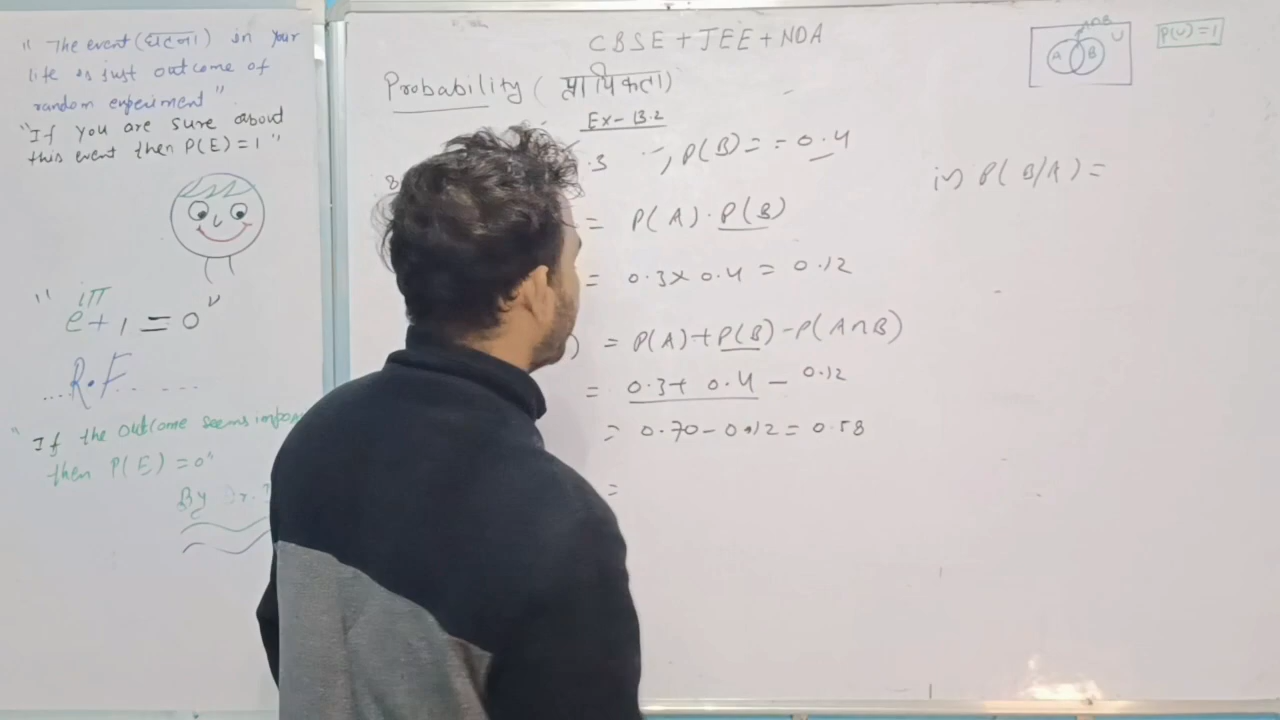 " The event (घटना) in your
life is just outcome of
random experiment"
"If you are sure about
this event then P(E)=1"
e^iπ + 1 = 0"
...R.F.....
"If the outcome seems
then P(E)=0"
By
CBSE + JEE + NDA
Probability (प्रायिकता)
Ex-13.2
8
.3 , P(B) = = 0.4
= P(A) . P(B)
= 0.3 x 0.4 = 0.12
) = P(A)+P(B)-P(A∩B)
= 0.3+ 0.4 - 0.12
= 0.70-0.12=0.58
=
A B U
P(U)=1
P(B/A) =